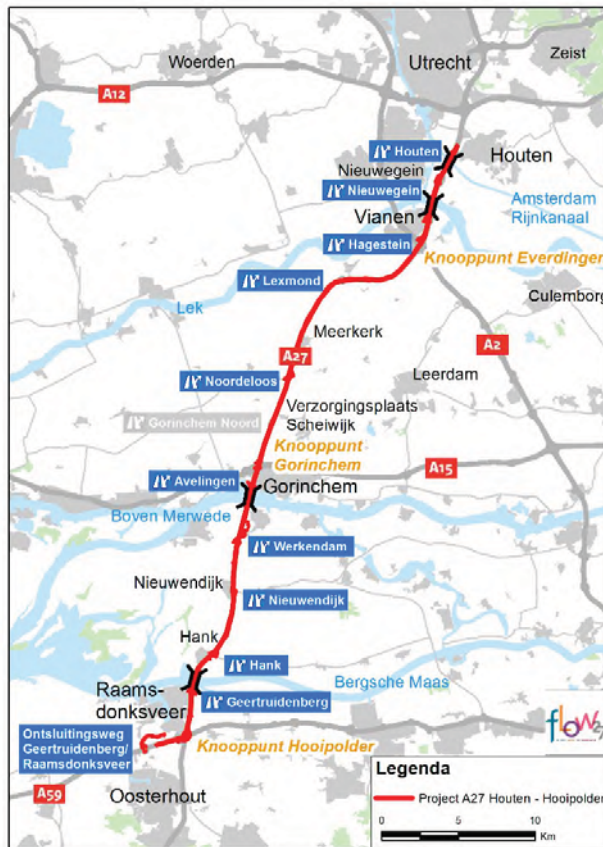 Woerden
Utrecht
Zeist
A12
Houten
Houten
Nieuwegein
Nieuwegein
Amsterdam
Rijnkanaal
Vianen
Hagestein
Knooppunt Everdingen
Lexmond
Culemborg
Lek
Meerkerk
A2
A27
Leerdam
Noordeloos
Verzorgingsplaats
Scheiwijk
Gorinchem Noord
Knooppunt
Gorinchem
A15
Avelingen
Gorinchem
Boven Merwede
Werkendam
Nieuwendijk
Nieuwendijk
Hank
Hank
Bergsche Maas
Raams-
donksveer
Geertruidenberg
Ontsluitingsweg
Geertruidenberg/
Raamsdonksveer
Knooppunt Hooipolder
flow27
A59
Oosterhout
Legenda
Project A27 Houten - Hooipolder
0 5 10
Km